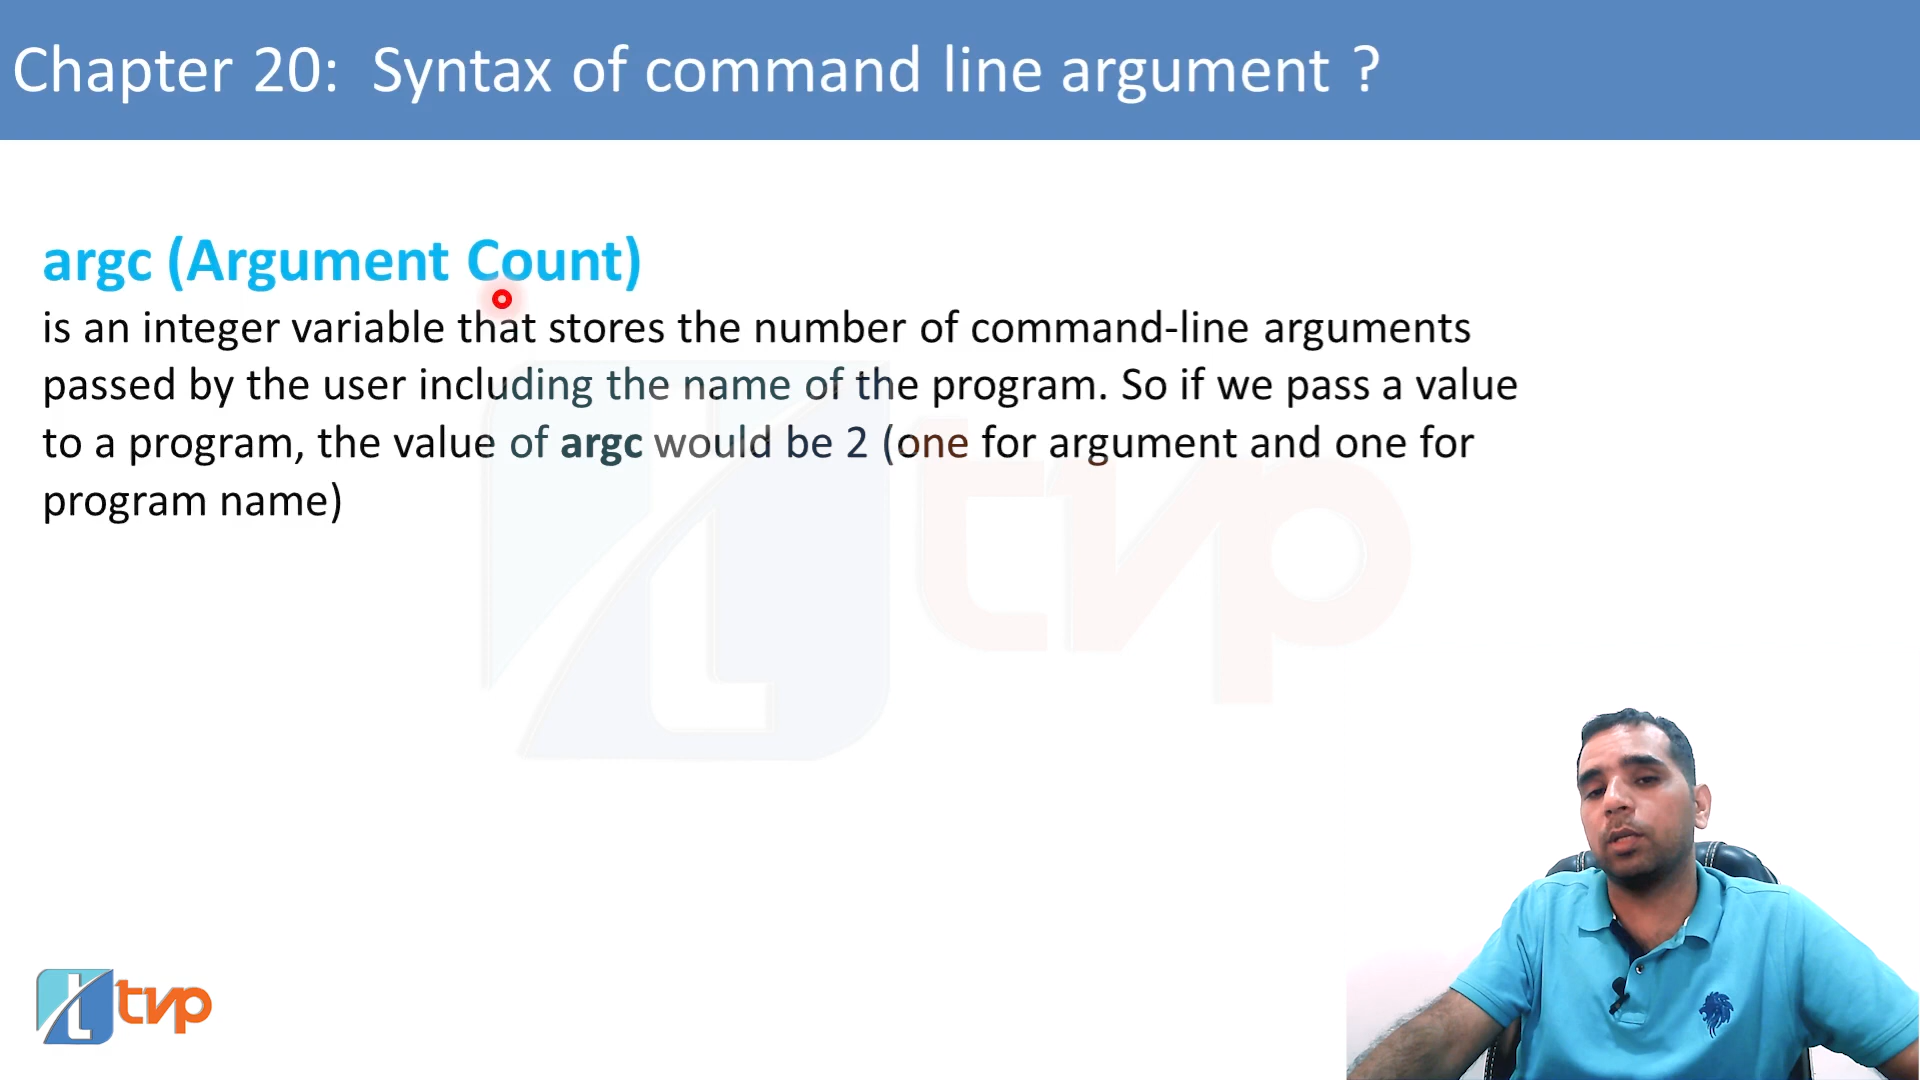 Chapter 20:  Syntax of command line argument ?
argc (Argument Count)
is an integer variable that stores the number of command-line arguments
passed by the user including the name of the program. So if we pass a value
to a program, the value of argc would be 2 (one for argument and one for
program name)
t tvp
t tvp